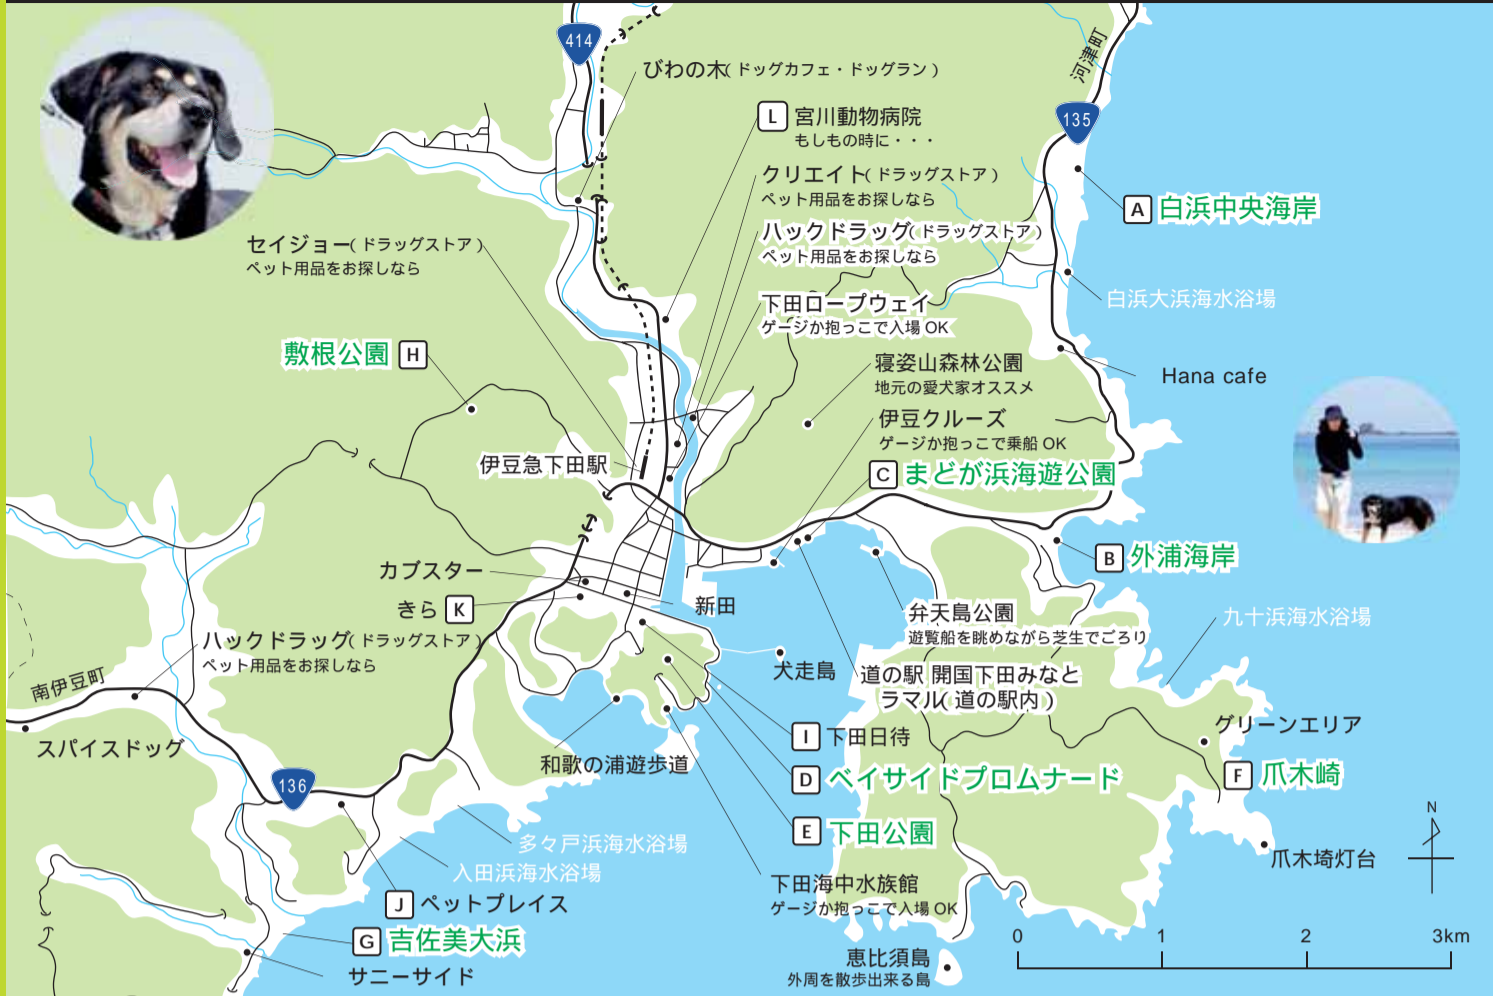 414
びわの木(ドッグカフェ・ドッグラン)
河津町
L 宮川動物病院
もしもの時に・・・
135
クリエイト(ドラッグストア)
ペット用品をお探しなら
A 白浜中央海岸
ハックドラッグ(ドラッグストア)
ペット用品をお探しなら
セイジョー(ドラッグストア)
ペット用品をお探しなら
下田ロープウェイ
ゲージか抱っこで入場 OK
白浜大浜海水浴場
敷根公園 H
寝姿山森林公園
地元の愛犬家オススメ
Hana cafe
伊豆クルーズ
ゲージか抱っこで乗船 OK
伊豆急下田駅
C まどが浜海遊公園
B 外浦海岸
カブスター
きら K
新田
弁天島公園
遊覧船を眺めながら芝生でごろり
九十浜海水浴場
ハックドラッグ(ドラッグストア)
ペット用品をお探しなら
南伊豆町
犬走島
道の駅 開国下田みなと
ラマル(道の駅内)
スパイスドッグ
I 下田日待
グリーンエリア
和歌の浦遊歩道
D ベイサイドプロムナード
F 爪木崎
136
N
E 下田公園
多々戸浜海水浴場
爪木埼灯台
入田浜海水浴場
下田海中水族館
ゲージか抱っこで入場 OK
J ペットプレイス
G 吉佐美大浜
サニーサイド
恵比須島
外周を散歩出来る島
0 1 2 3km